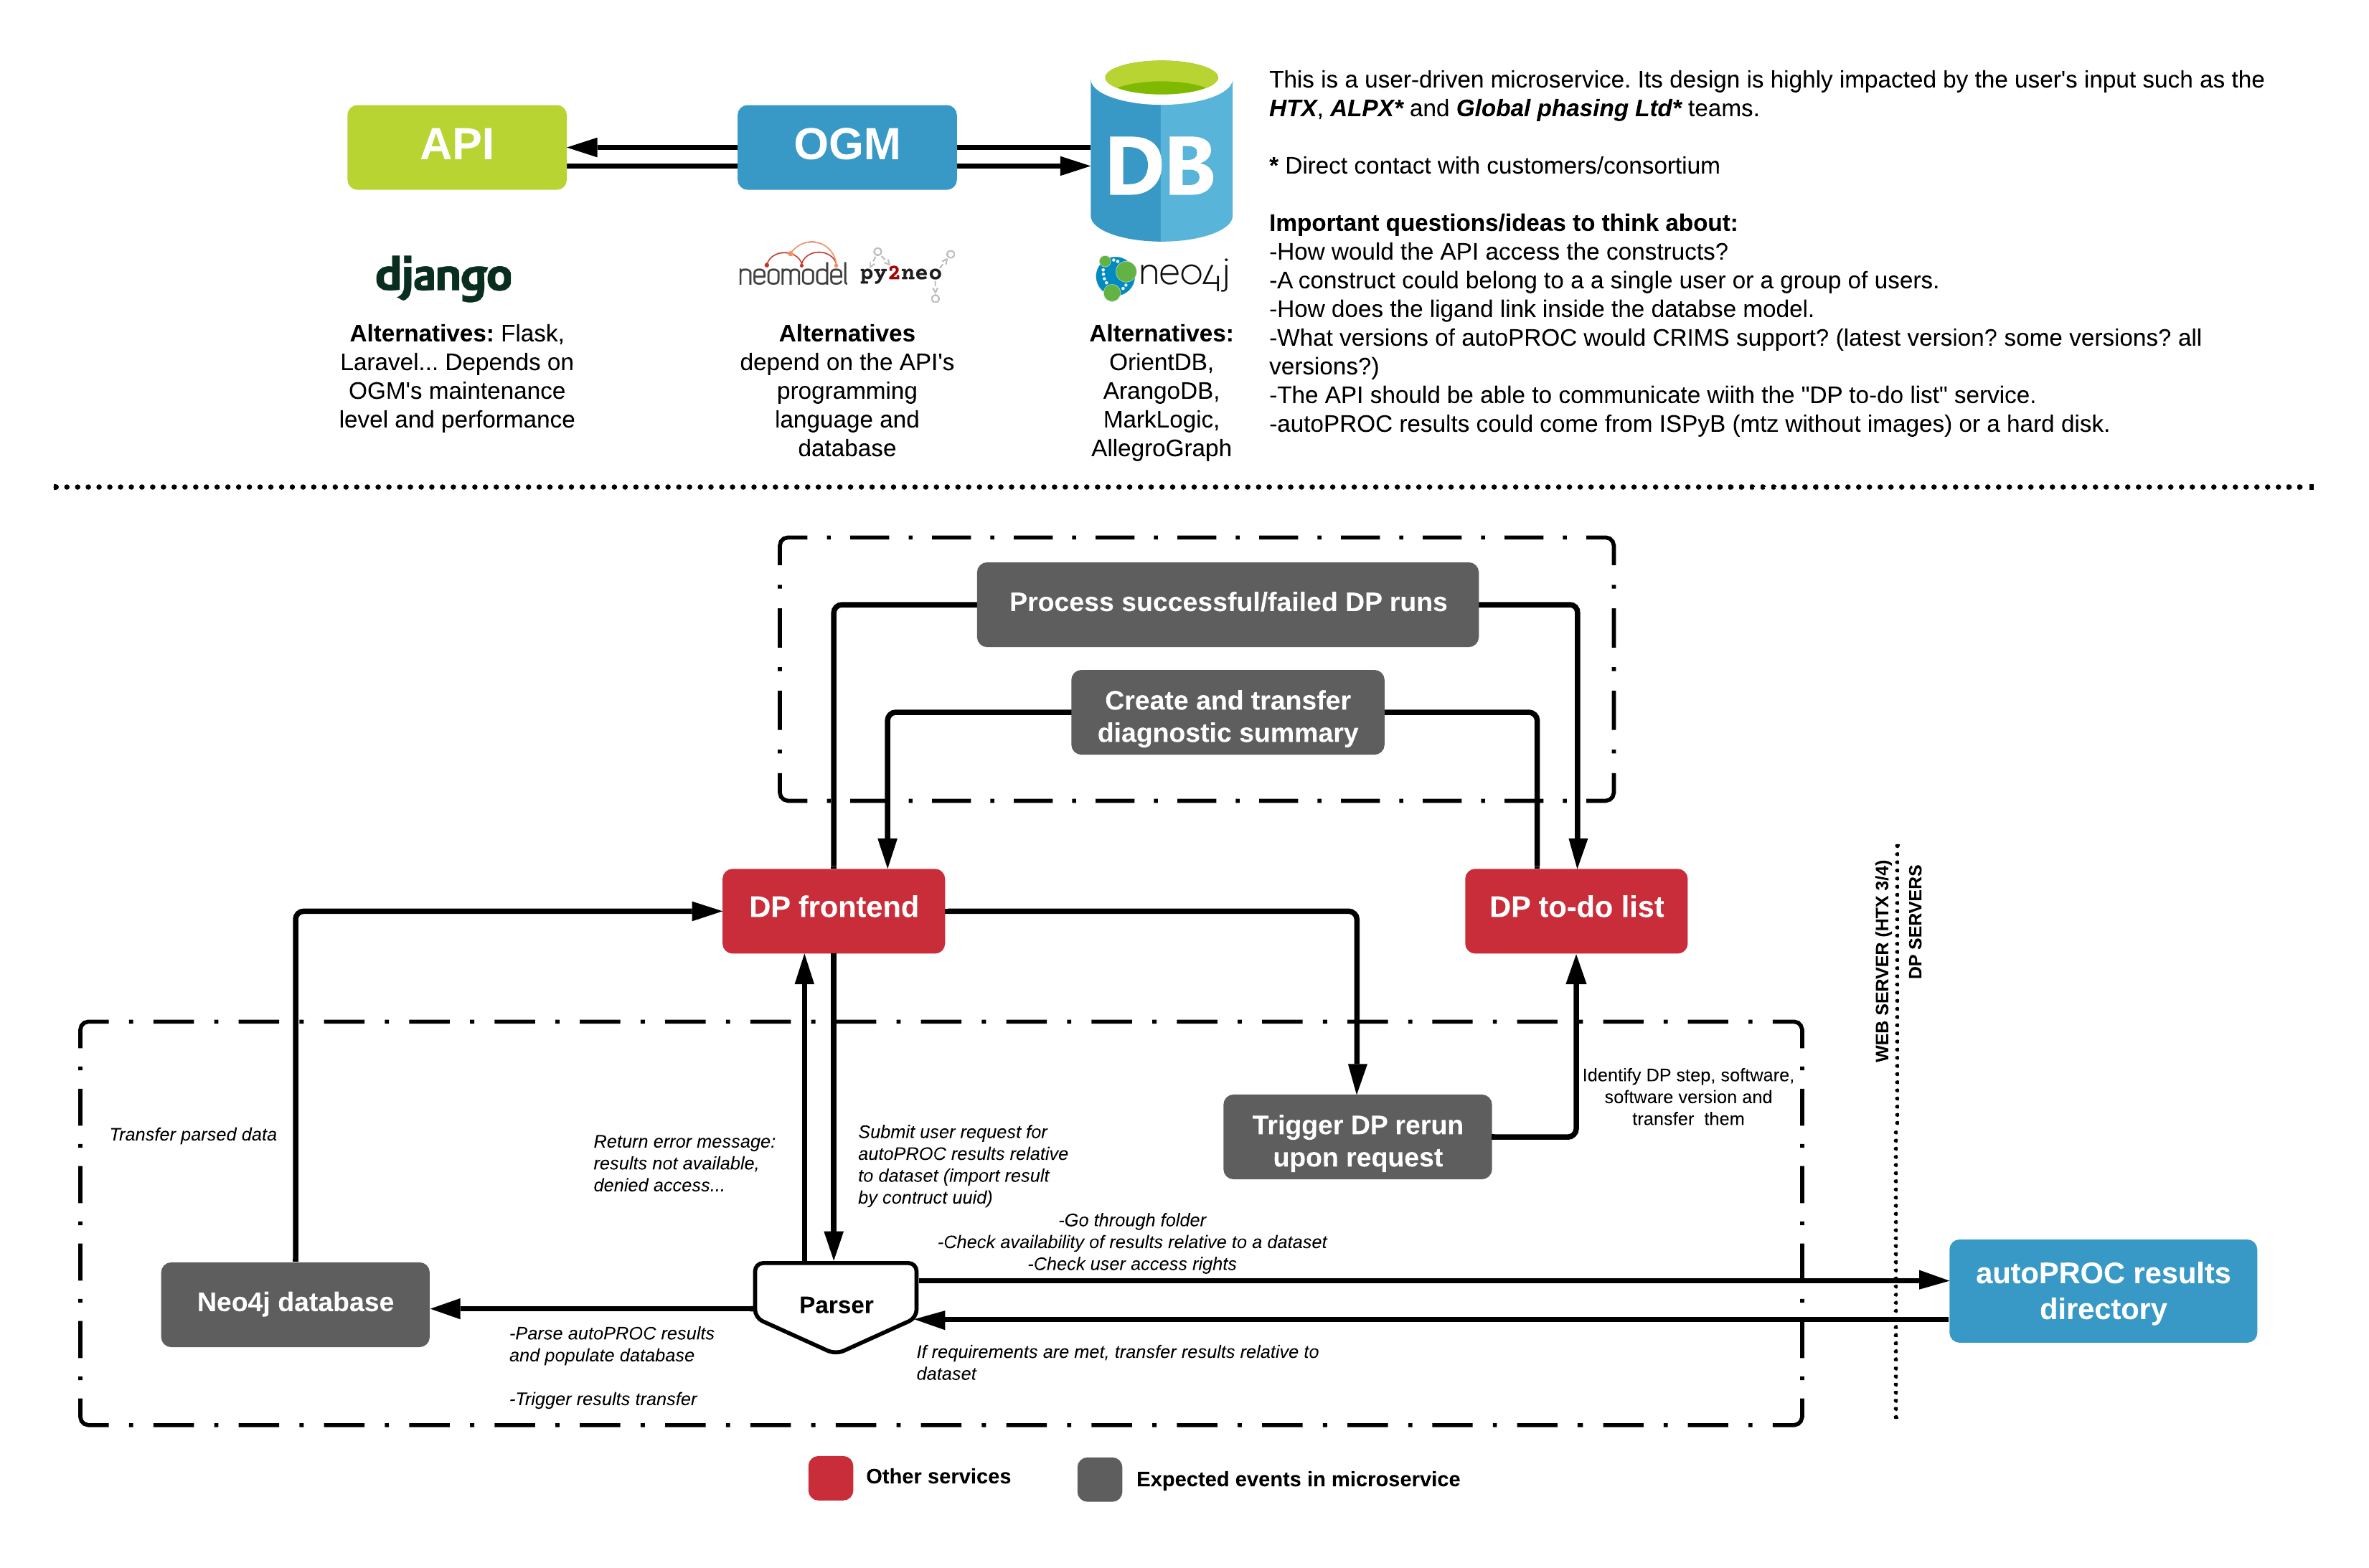 API
OGM
DB
django
neomodel
py2neo
neo4j
Alternatives: Flask,
Laravel... Depends on
OGM's maintenance
level and performance
Alternatives
depend on the API's
programming
language and
database
Alternatives:
OrientDB,
ArangoDB,
MarkLogic,
AllegroGraph
This is a user-driven microservice. Its design is highly impacted by the user's input such as the
HTX, ALPX* and Global phasing Ltd* teams.
* Direct contact with customers/consortium
Important questions/ideas to think about:
-How would the API access the constructs?
-A construct could belong to a a single user or a group of users.
-How does the ligand link inside the databse model.
-What versions of autoPROC would CRIMS support? (latest version? some versions? all
versions?)
-The API should be able to communicate wiith the "DP to-do list" service.
-autoPROC results could come from ISPyB (mtz without images) or a hard disk.
Process successful/failed DP runs
Create and transfer
diagnostic summary
DP frontend
DP to-do list
WEB SERVER (HTX 3/4)
DP SERVERS
Transfer parsed data
Return error message:
results not available,
denied access...
Submit user request for
autoPROC results relative
to dataset (import result
by contruct uuid)
Trigger DP rerun
upon request
Identify DP step, software,
software version and
transfer  them
-Go through folder
-Check availability of results relative to a dataset
-Check user access rights
Neo4j database
Parser
autoPROC results
directory
-Parse autoPROC results
and populate database
-Trigger results transfer
If requirements are met, transfer results relative to
dataset
Other services
Expected events in microservice